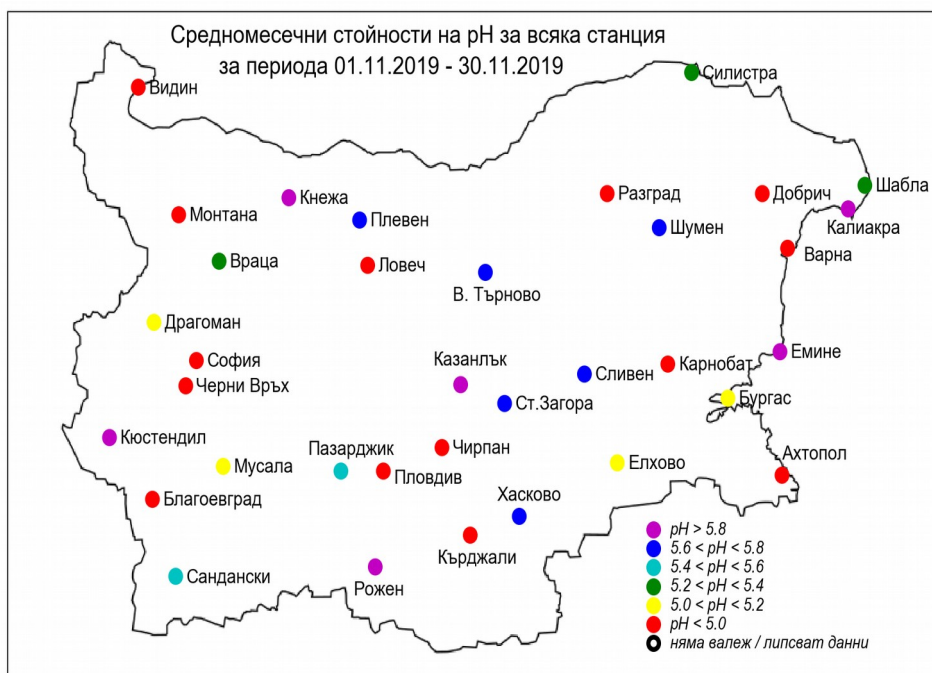 Средномесечни стойности на pH за всяка станция
за периода 01.11.2019 - 30.11.2019
Силистра
Видин
Шабла
Кнежа
Разград
Добрич
Монтана
Плевен
Калиакра
Шумен
Варна
Враца
Ловеч
В. Търново
Драгоман
Емине
София
Казанлък
Карнобат
Сливен
Черни Връх
Бургас
Ст.Загора
Кюстендил
Пазарджик
Чирпан
Ахтопол
Мусала
Елхово
Пловдив
Благоевград
Хасково
Кърджали
Сандански
Рожен
pH > 5.8
5.6 < pH < 5.8
5.4 < pH < 5.6
5.2 < pH < 5.4
5.0 < pH < 5.2
pH < 5.0
няма валеж / липсват данни